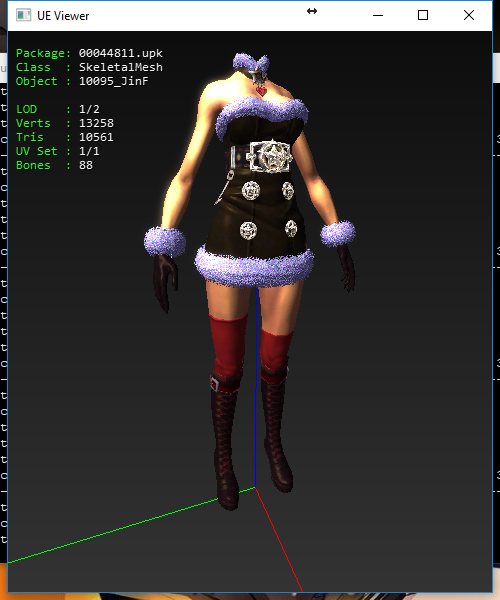 UE Viewer
Package: 00044811.upk
Class : SkeletalMesh
Object : 10095_JinF
LOD : 1/2
Verts : 13258
Tris : 10561
UV Set : 1/1
Bones : 88